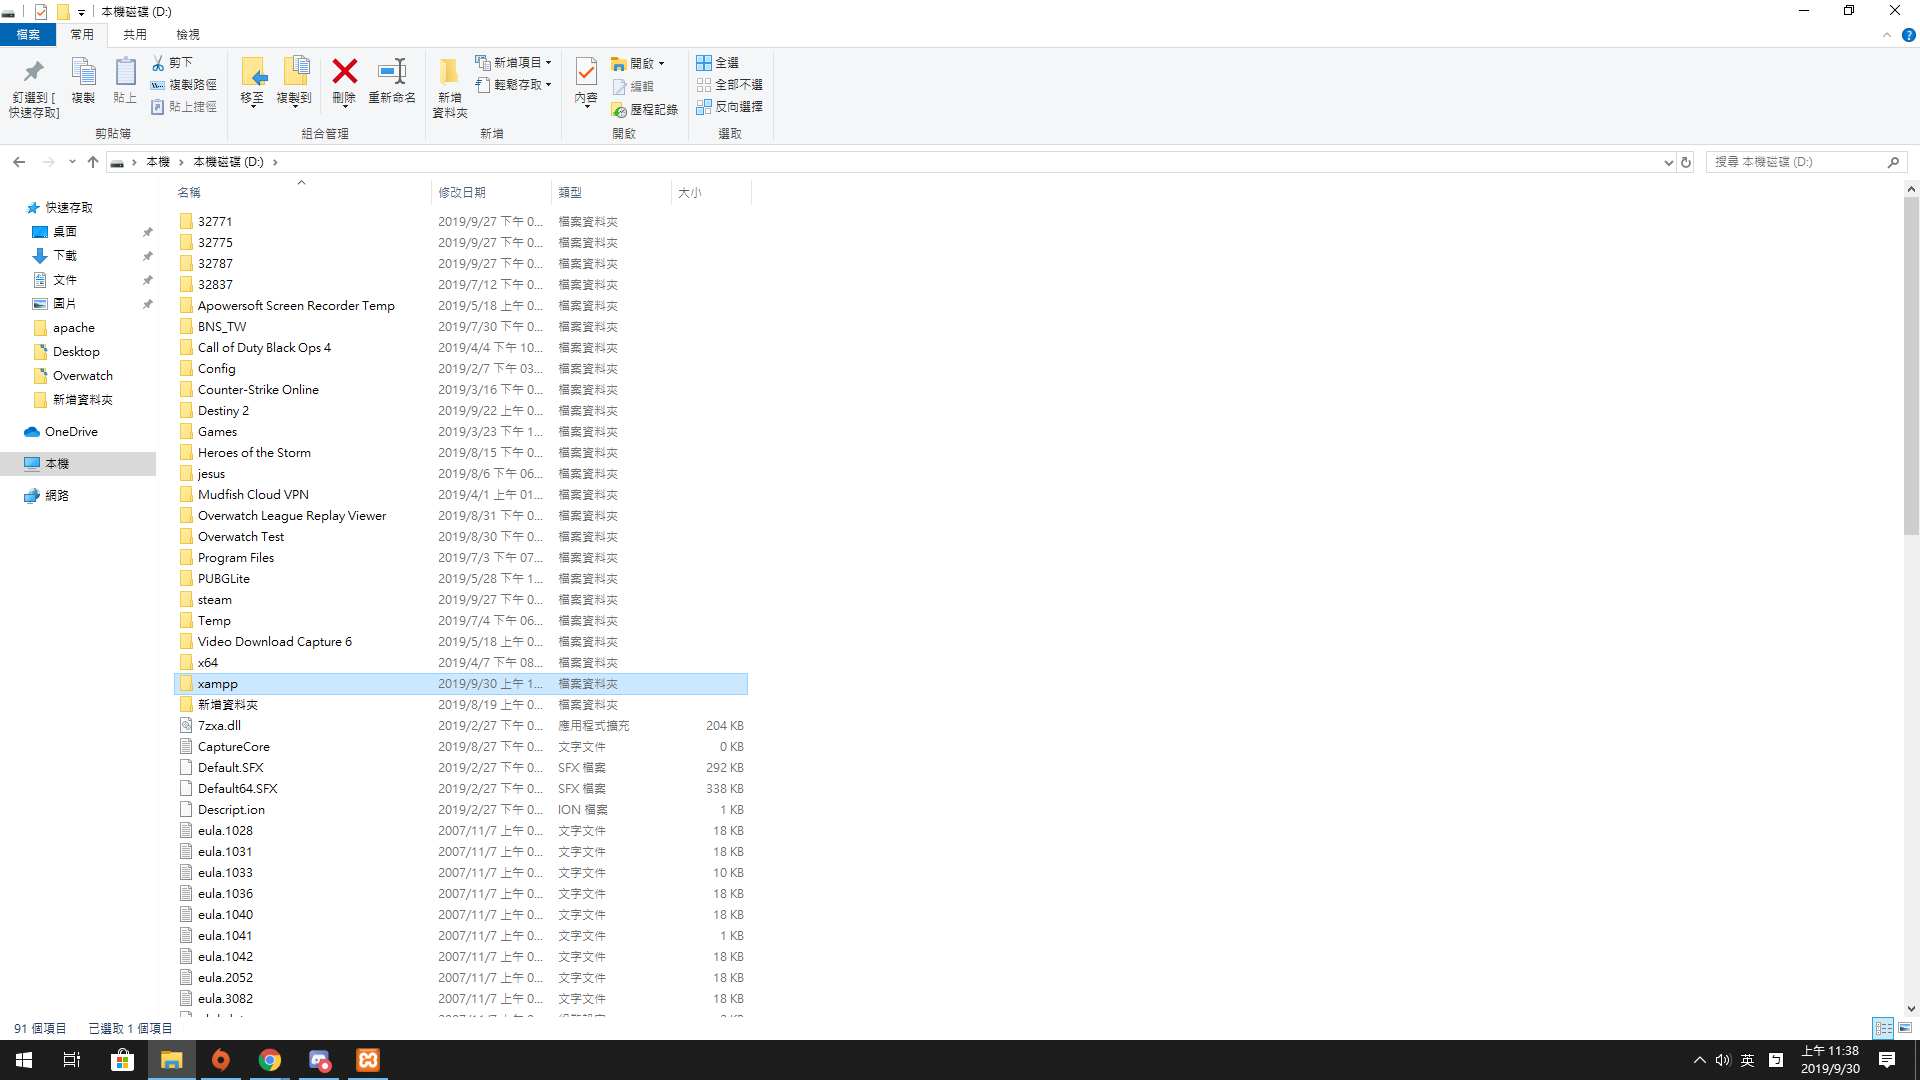 本機磁碟 (D:)
檔案 常用 共用 檢視
釘選到 [快速存取]
複製
貼上
剪下
複製路徑
貼上捷徑
移至
複製到
刪除
重新命名
新增資料夾
新增項目
輕鬆存取
內容
開啟
編輯
歷程記錄
全選
全部不選
反向選擇
剪貼簿 組合管理 新增 開啟 選取
本機 本機磁碟 (D:)
搜尋 本機磁碟 (D:)
快速存取
桌面
下載
文件
圖片
apache
Desktop
Overwatch
新增資料夾
OneDrive
本機
網路
名稱 修改日期 類型 大小
32771 2019/9/27 下午 0... 檔案資料夾
32775 2019/9/27 下午 0... 檔案資料夾
32787 2019/9/27 下午 0... 檔案資料夾
32837 2019/7/12 下午 0... 檔案資料夾
Apowersoft Screen Recorder Temp 2019/5/18 上午 0... 檔案資料夾
BNS_TW 2019/7/30 下午 0... 檔案資料夾
Call of Duty Black Ops 4 2019/4/4 下午 10... 檔案資料夾
Config 2019/2/7 下午 03... 檔案資料夾
Counter-Strike Online 2019/3/16 下午 0... 檔案資料夾
Destiny 2 2019/9/22 上午 0... 檔案資料夾
Games 2019/3/23 下午 1... 檔案資料夾
Heroes of the Storm 2019/8/15 下午 0... 檔案資料夾
jesus 2019/8/6 下午 06... 檔案資料夾
Mudfish Cloud VPN 2019/4/1 上午 01... 檔案資料夾
Overwatch League Replay Viewer 2019/8/31 下午 0... 檔案資料夾
Overwatch Test 2019/8/30 下午 0... 檔案資料夾
Program Files 2019/7/3 下午 07... 檔案資料夾
PUBGLite 2019/5/28 下午 1... 檔案資料夾
steam 2019/9/27 下午 0... 檔案資料夾
Temp 2019/7/4 下午 06... 檔案資料夾
Video Download Capture 6 2019/5/18 上午 0... 檔案資料夾
x64 2019/4/7 下午 08... 檔案資料夾
xampp 2019/9/30 上午 1... 檔案資料夾
新增資料夾 2019/8/19 上午 0... 檔案資料夾
7zxa.dll 2019/2/27 下午 0... 應用程式擴充 204 KB
CaptureCore 2019/8/27 下午 0... 文字文件 0 KB
Default.SFX 2019/2/27 下午 0... SFX 檔案 292 KB
Default64.SFX 2019/2/27 下午 0... SFX 檔案 338 KB
Descript.ion 2019/2/27 下午 0... ION 檔案 1 KB
eula.1028 2007/11/7 上午 0... 文字文件 18 KB
eula.1031 2007/11/7 上午 0... 文字文件 18 KB
eula.1033 2007/11/7 上午 0... 文字文件 10 KB
eula.1036 2007/11/7 上午 0... 文字文件 18 KB
eula.1040 2007/11/7 上午 0... 文字文件 18 KB
eula.1041 2007/11/7 上午 0... 文字文件 1 KB
eula.1042 2007/11/7 上午 0... 文字文件 18 KB
eula.2052 2007/11/7 上午 0... 文字文件 18 KB
eula.3082 2007/11/7 上午 0... 文字文件 18 KB
91 個項目 已選取 1 個項目
英
上午 11:38
2019/9/30